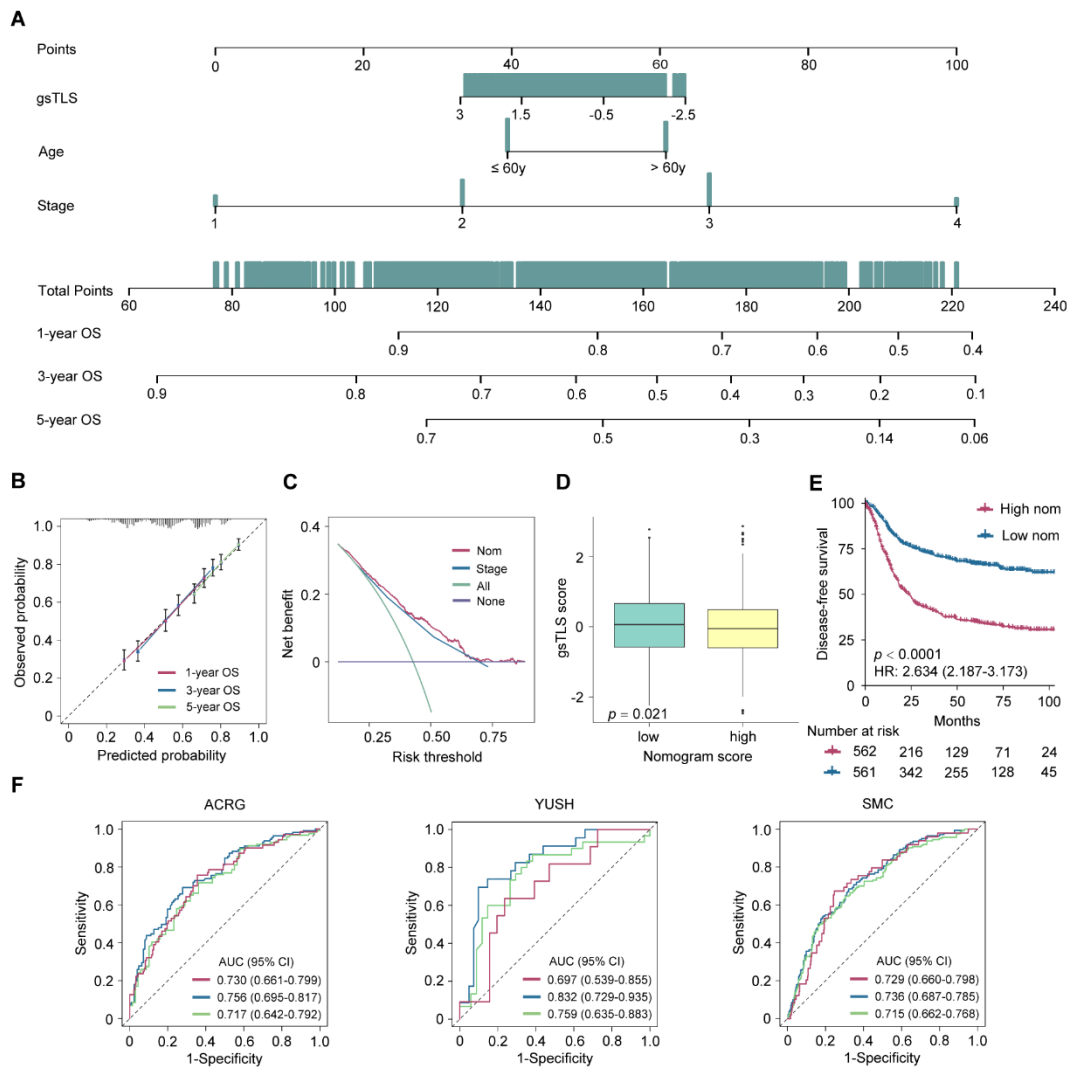 A
Points
0 20 40 60 80 100
gsTLS
3 1.5 -0.5 -2.5
Age
≤ 60y > 60y
Stage
1 2 3 4
Total Points
60 80 100 120 140 160 180 200 220 240
1-year OS
0.9 0.8 0.7 0.6 0.5 0.4
3-year OS
0.9 0.8 0.7 0.6 0.5 0.4 0.3 0.2 0.1
5-year OS
0.7 0.5 0.3 0.14 0.06
B
Observed probability
1.0
0.8
0.6
0.4
0.2
0
1-year OS
3-year OS
5-year OS
0 0.2 0.4 0.6 0.8 1.0
Predicted probability
C
Net benefit
0.4
0.2
0
Nom
Stage
All
None
0.25 0.50 0.75
Risk threshold
D
gsTLS score
2
0
-2
p = 0.021
low high
Nomogram score
E
Disease-free survival
100
75
50
25
0
High nom
Low nom
p < 0.0001
HR: 2.634 (2.187-3.173)
0 25 50 75 100
Months
Number at risk
562 216 129 71 24
561 342 255 128 45
F
ACRG
Sensitivity
1.0
0.8
0.6
0.4
0.2
0
AUC (95% CI)
0.730 (0.661-0.799)
0.756 (0.695-0.817)
0.717 (0.642-0.792)
0 0.2 0.4 0.6 0.8 1.0
1-Specificity
YUSH
Sensitivity
1.0
0.8
0.6
0.4
0.2
0
AUC (95% CI)
0.697 (0.539-0.855)
0.832 (0.729-0.935)
0.759 (0.635-0.883)
0 0.2 0.4 0.6 0.8 1.0
1-Specificity
SMC
Sensitivity
1.0
0.8
0.6
0.4
0.2
0
AUC (95% CI)
0.729 (0.660-0.798)
0.736 (0.687-0.785)
0.715 (0.662-0.768)
0 0.2 0.4 0.6 0.8 1.0
1-Specificity